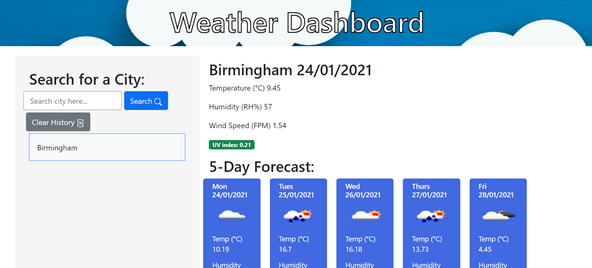 Weather Dashboard
Search for a City:
Search city here...
Search
Clear History
Birmingham
Birmingham 24/01/2021
Temperature (°C) 9.45
Humidity (RH%) 57
Wind Speed (FPM) 1.54
UV index: 0.21
5-Day Forecast:
Mon
24/01/2021
Temp (°C)
10.19
Humidity
Tues
25/01/2021
Temp (°C)
16.7
Humidity
Wed
26/01/2021
Temp (°C)
16.18
Humidity
Thurs
27/01/2021
Temp (°C)
13.73
Humidity
Fri
28/01/2021
Temp (°C)
4.45
Humidity